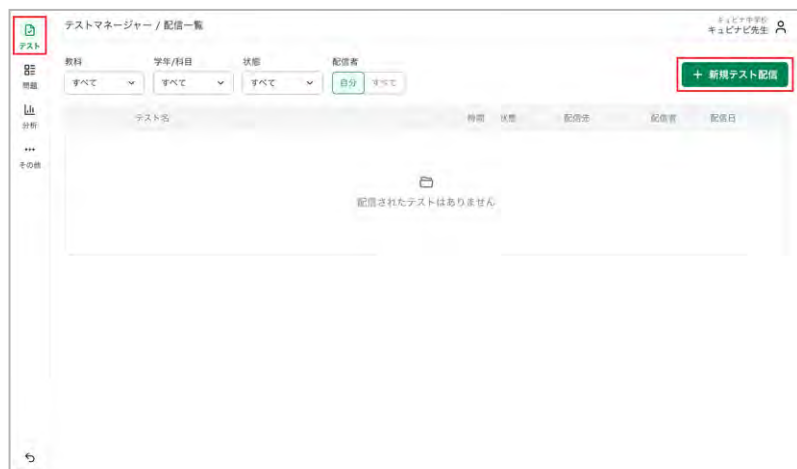 テストマネージャー / 配信一覧
キュビナ中学校
キュビナビ先生
テスト
問題
分析
その他
教科
学年/科目
状態
配信者
すべて
すべて
すべて
自分
すべて
+ 新規テスト配信
テスト名
時間
状態
配信先
配信者
配信日
配信されたテストはありません